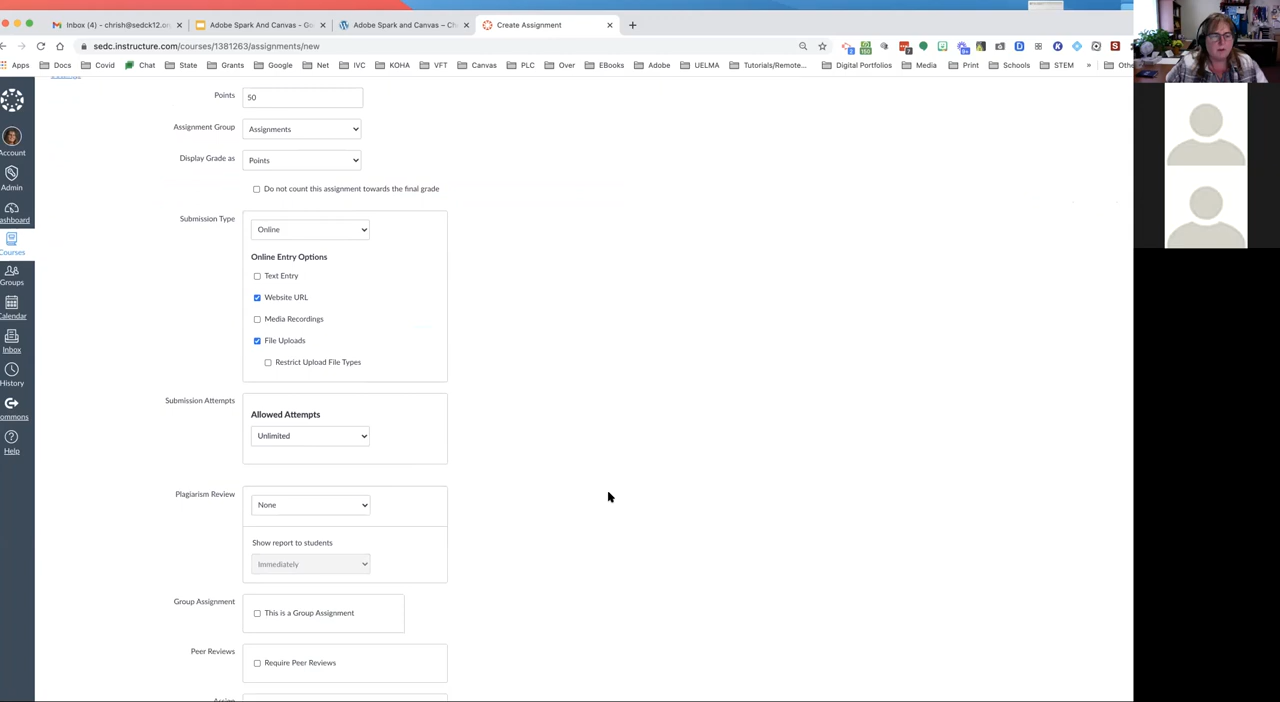 Inbox (4) - chrish@sedck12.or
Adobe Spark And Canvas - Go
Adobe Spark and Canvas – Ch
Create Assignment
sedc.instructure.com/courses/1381263/assignments/new
Apps Docs Covid Chat State Grants Google Net IVC KOHA VFT Canvas PLC Over EBooks Adobe UELMA Tutorials/Remote... Digital Portfolios Media Print Schools STEM » Othe
Points 50
Assignment Group Assignments
Display Grade as Points
Do not count this assignment towards the final grade
Submission Type Online
Online Entry Options
Text Entry
Website URL
Media Recordings
File Uploads
Restrict Upload File Types
Submission Attempts
Allowed Attempts
Unlimited
Plagiarism Review None
Show report to students
Immediately
Group Assignment This is a Group Assignment
Peer Reviews Require Peer Reviews
Assign
Account
Admin
ashboard
Courses
Groups
Calendar
Inbox
History
ommons
Help